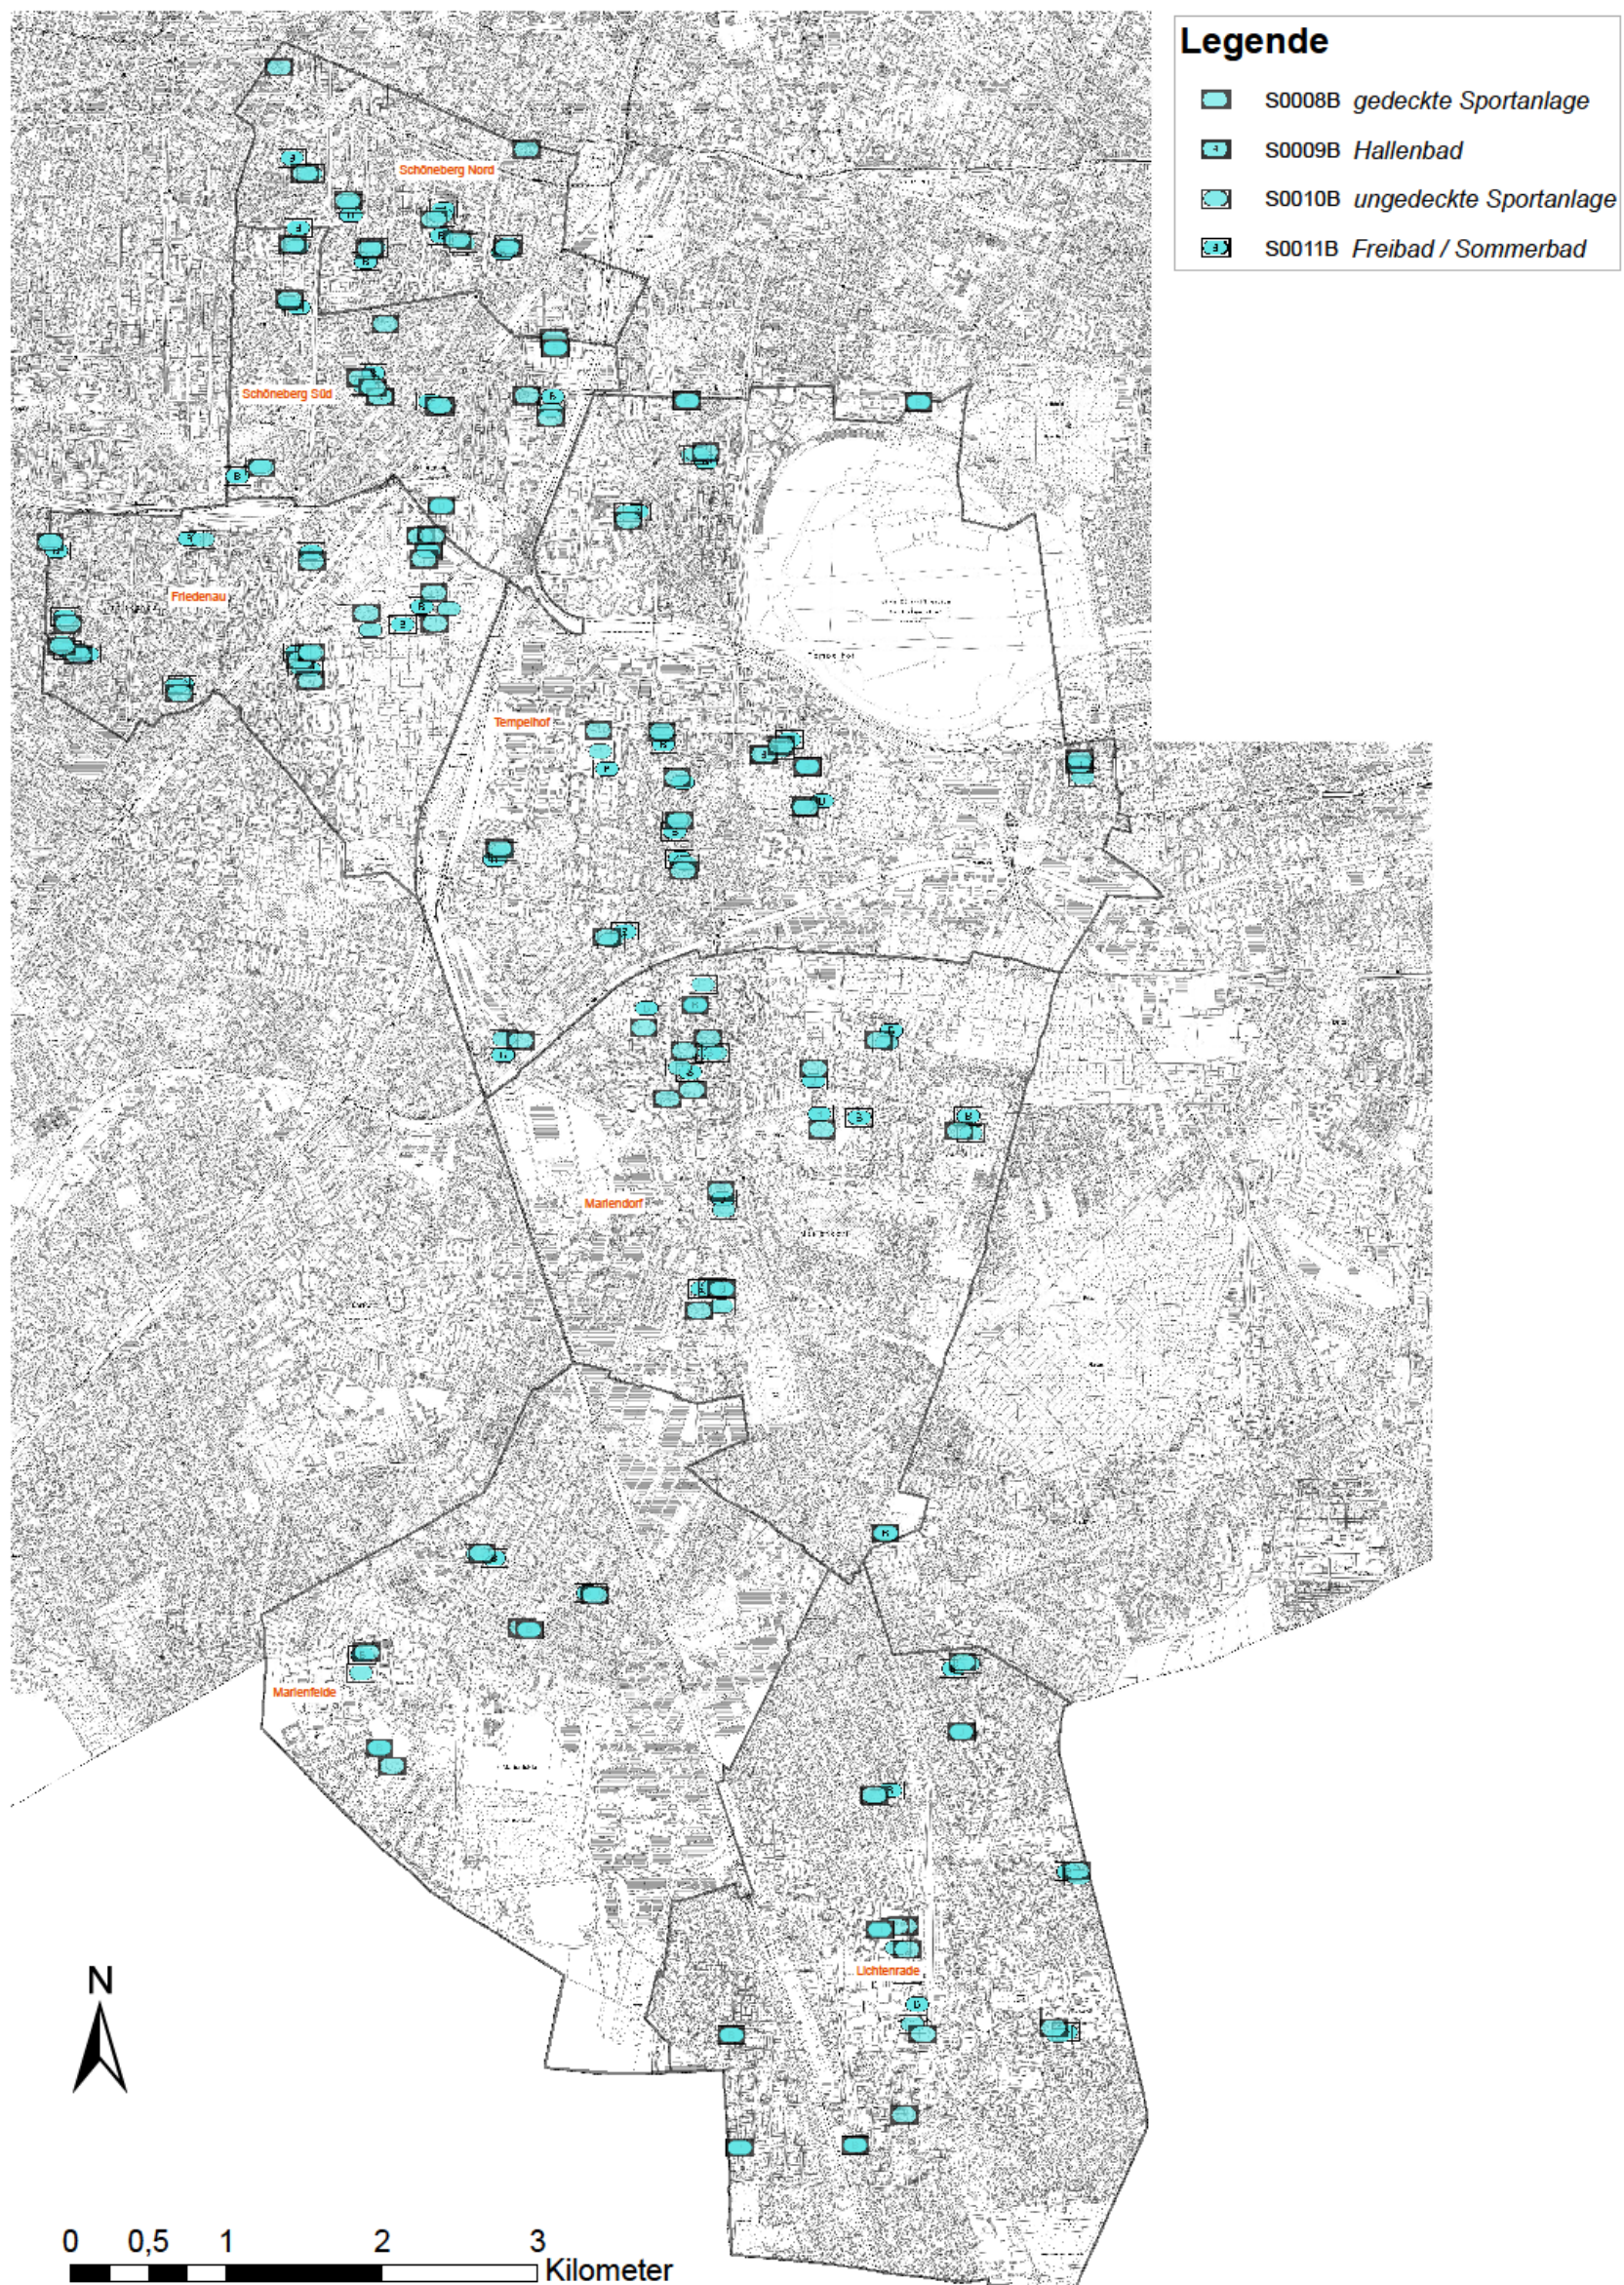 Legende
S0008B gedeckte Sportanlage
S0009B Hallenbad
S0010B ungedeckte Sportanlage
S0011B Freibad / Sommerbad
Schöneberg Nord
Schöneberg Süd
Friedenau
Tempelhof
Mariendorf
Marienfelde
Lichtenrade
N
0 0,5 1 2 3
Kilometer